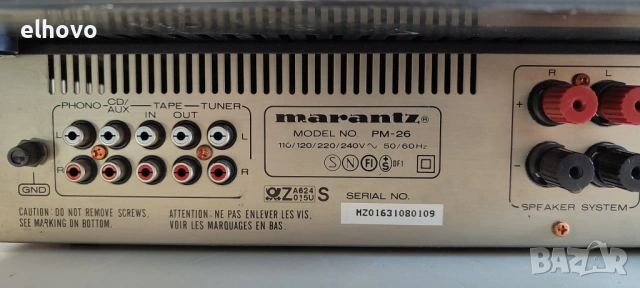 elhovo
PHONO CD/AUX TAPE TUNER
IN OUT
L L
R R
GND
marantz®
MODEL NO. PM-26
110/120/220/240V~ 50/60Hz
S N FI S DF1
Z A624 015U S
SERIAL NO.
MZ01631080109
CAUTION: DO NOT REMOVE SCREWS.
SEE MARKING ON BOTTOM.
ATTENTION: NE PAS ENLEVER LES VIS.
VOIR LES MARQUAGES EN BAS.
R L
+
-
SPEAKER SYSTEM
BAZAR